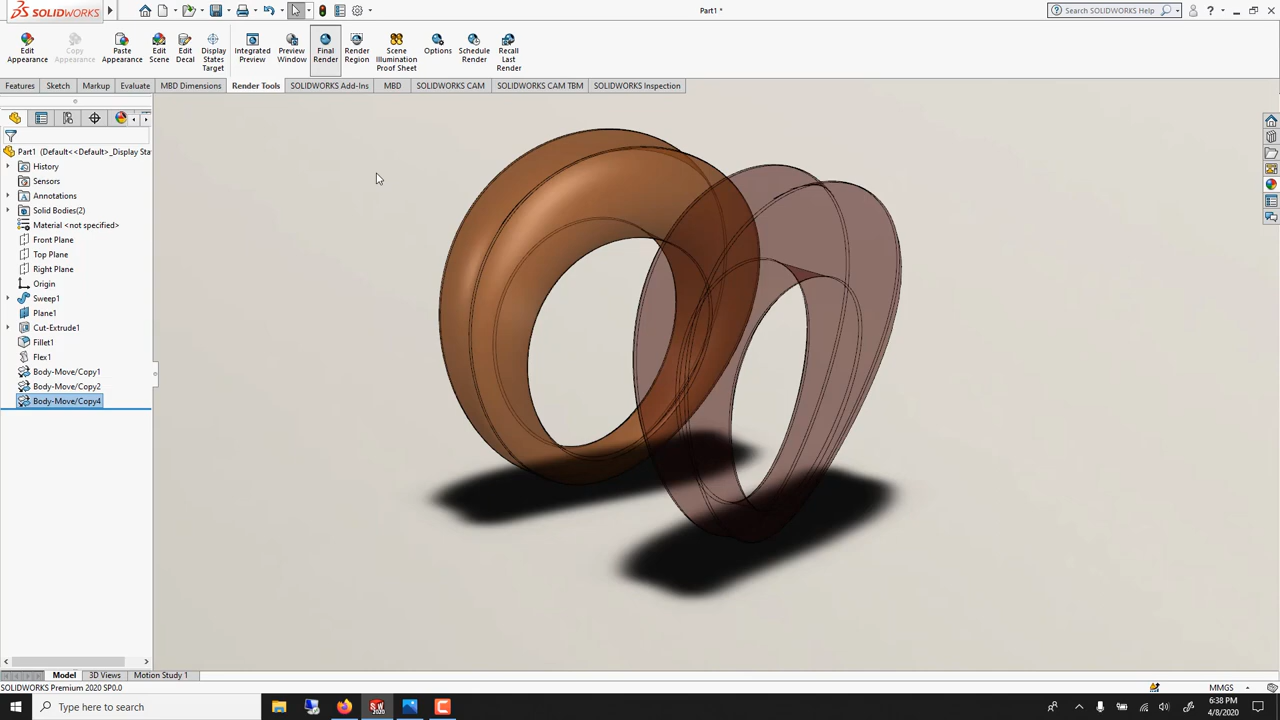 SOLIDWORKS
Part1 *
Search SOLIDWORKS Help
Edit Appearance
Copy Appearance
Paste Appearance
Edit Scene
Edit Decal
Display States Target
Integrated Preview
Preview Window
Final Render
Render Region
Scene Illumination Proof Sheet
Options
Schedule Render
Recall Last Render
Features
Sketch
Markup
Evaluate
MBD Dimensions
Render Tools
SOLIDWORKS Add-Ins
MBD
SOLIDWORKS CAM
SOLIDWORKS CAM TBM
SOLIDWORKS Inspection
Part1 (Default<<Default>_Display Sta
History
Sensors
Annotations
Solid Bodies(2)
Material <not specified>
Front Plane
Top Plane
Right Plane
Origin
Sweep1
Plane1
Cut-Extrude1
Fillet1
Flex1
Body-Move/Copy1
Body-Move/Copy2
Body-Move/Copy4
Model
3D Views
Motion Study 1
SOLIDWORKS Premium 2020 SP0.0
MMGS
Type here to search
6:38 PM
4/8/2020